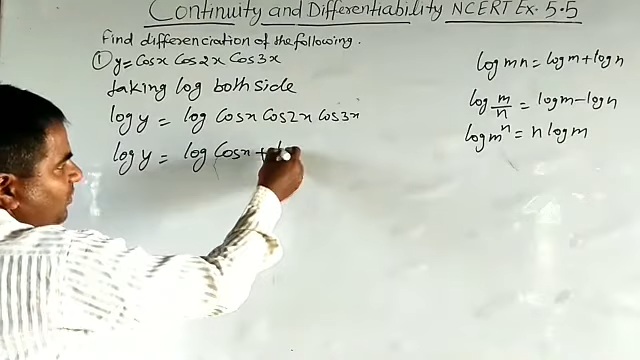 Continuity and Differentiability NCERT Ex. 5.5
find differenciation of the following.
① y = Cosx Cos2x Cos3x
taking log both side
log y = log Cosx Cos2x Cos3x
log y = log Cosx +
log mn = log m + log n
log m/n = log m - log n
log mⁿ = n log m